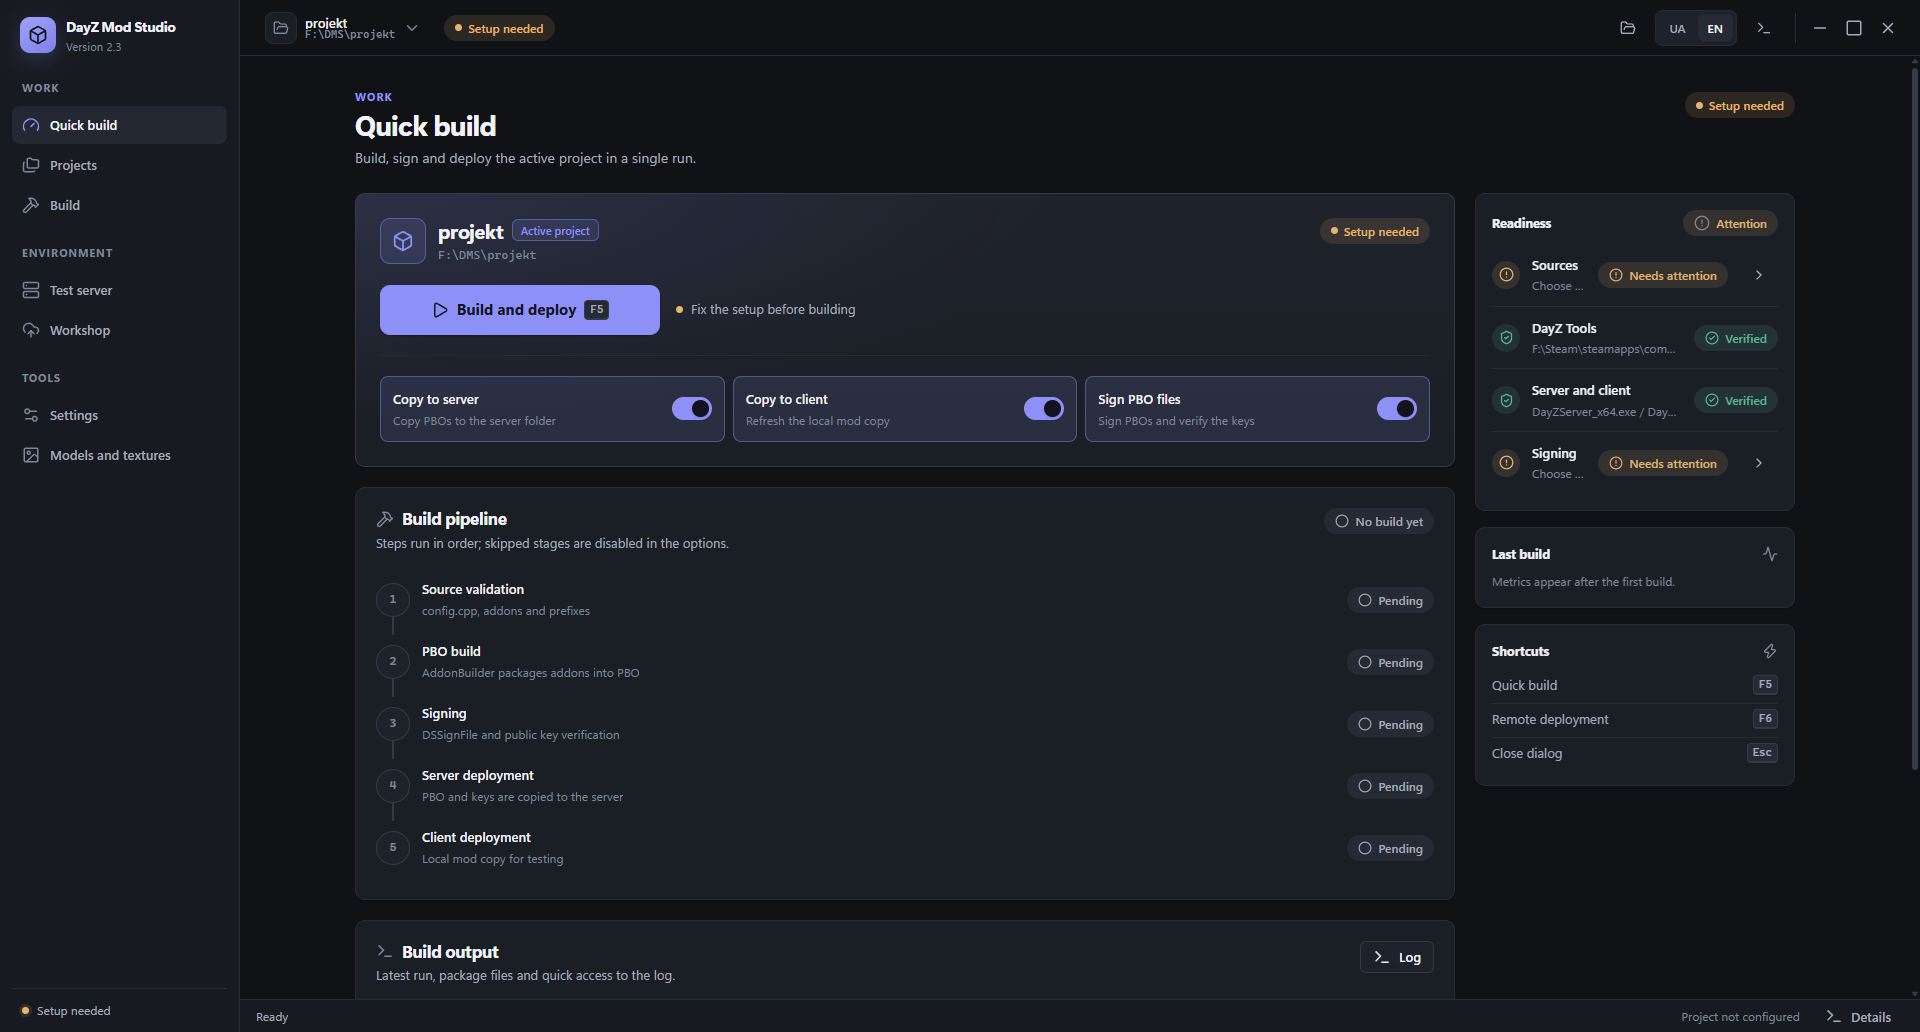 DayZ Mod Studio
Version 2.3
WORK
Quick build
Projects
Build
ENVIRONMENT
Test server
Workshop
TOOLS
Settings
Models and textures
Setup needed
projekt
F:\DMS\projekt
Setup needed
UA
EN
WORK
Quick build
Build, sign and deploy the active project in a single run.
Setup needed
projekt
Active project
F:\DMS\projekt
Setup needed
Build and deploy
F5
Fix the setup before building
Copy to server
Copy PBOs to the server folder
Copy to client
Refresh the local mod copy
Sign PBO files
Sign PBOs and verify the keys
Build pipeline
Steps run in order; skipped stages are disabled in the options.
No build yet
1
Source validation
config.cpp, addons and prefixes
Pending
2
PBO build
AddonBuilder packages addons into PBO
Pending
3
Signing
DSSignFile and public key verification
Pending
4
Server deployment
PBO and keys are copied to the server
Pending
5
Client deployment
Local mod copy for testing
Pending
Build output
Latest run, package files and quick access to the log.
Log
Readiness
Attention
Sources
Choose ...
Needs attention
DayZ Tools
F:\Steam\steamapps\com...
Verified
Server and client
DayZServer_x64.exe / Day...
Verified
Signing
Choose ...
Needs attention
Last build
Metrics appear after the first build.
Shortcuts
Quick build
F5
Remote deployment
F6
Close dialog
Esc
Ready
Project not configured
Details